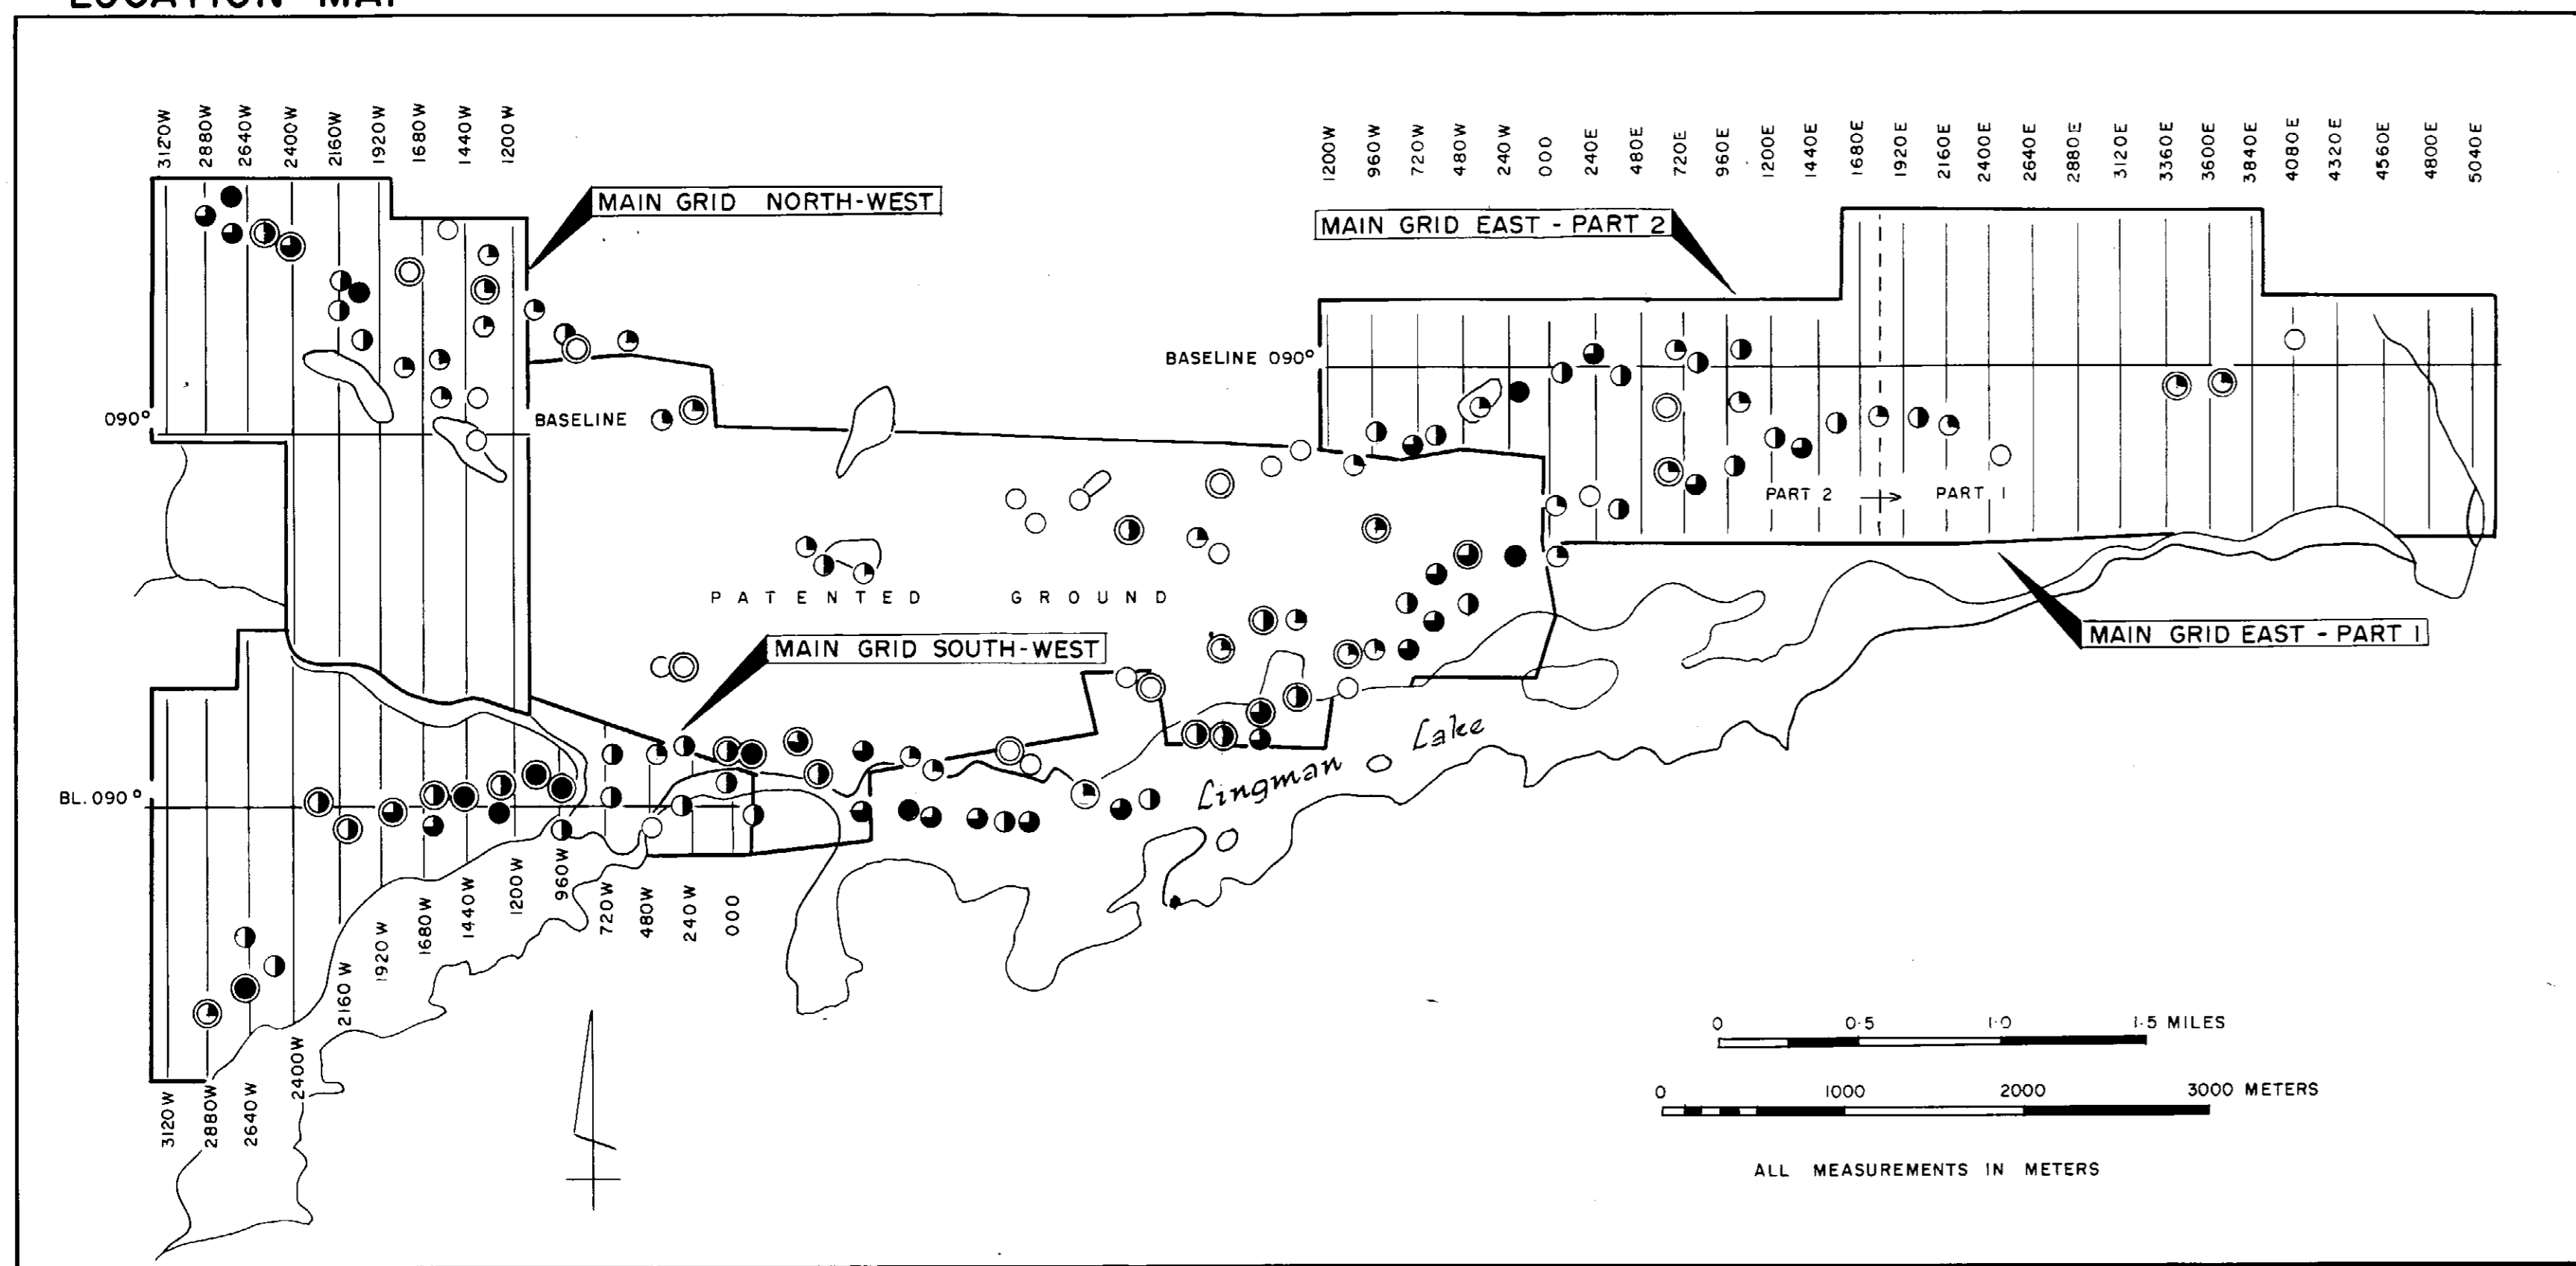 LOCATION MAP
3120W 2880W 2640W 2400W 2160W 1920W 1680W 1440W 1200W
1200W 960W 720W 480W 240W 000 240E 480E 720E 960E 1200E 1440E 1680E 1920E 2160E 2400E 2640E 2880E 3120E 3360E 3600E 3840E 4080E 4320E 4560E 4800E 5040E
MAIN GRID NORTH-WEST
MAIN GRID EAST - PART 2
BASELINE 090°
090° BASELINE
PART 2 PART 1
PATENTED GROUND
MAIN GRID SOUTH-WEST
MAIN GRID EAST - PART 1
Lingman Lake
BL. 090°
3120W 2880W 2640W 2400W 2160W 1920W 1680W 1440W 1200W 960W 720W 480W 240W 000
0 0·5 1·0 1·5 MILES
0 1000 2000 3000 METERS
ALL MEASUREMENTS IN METERS